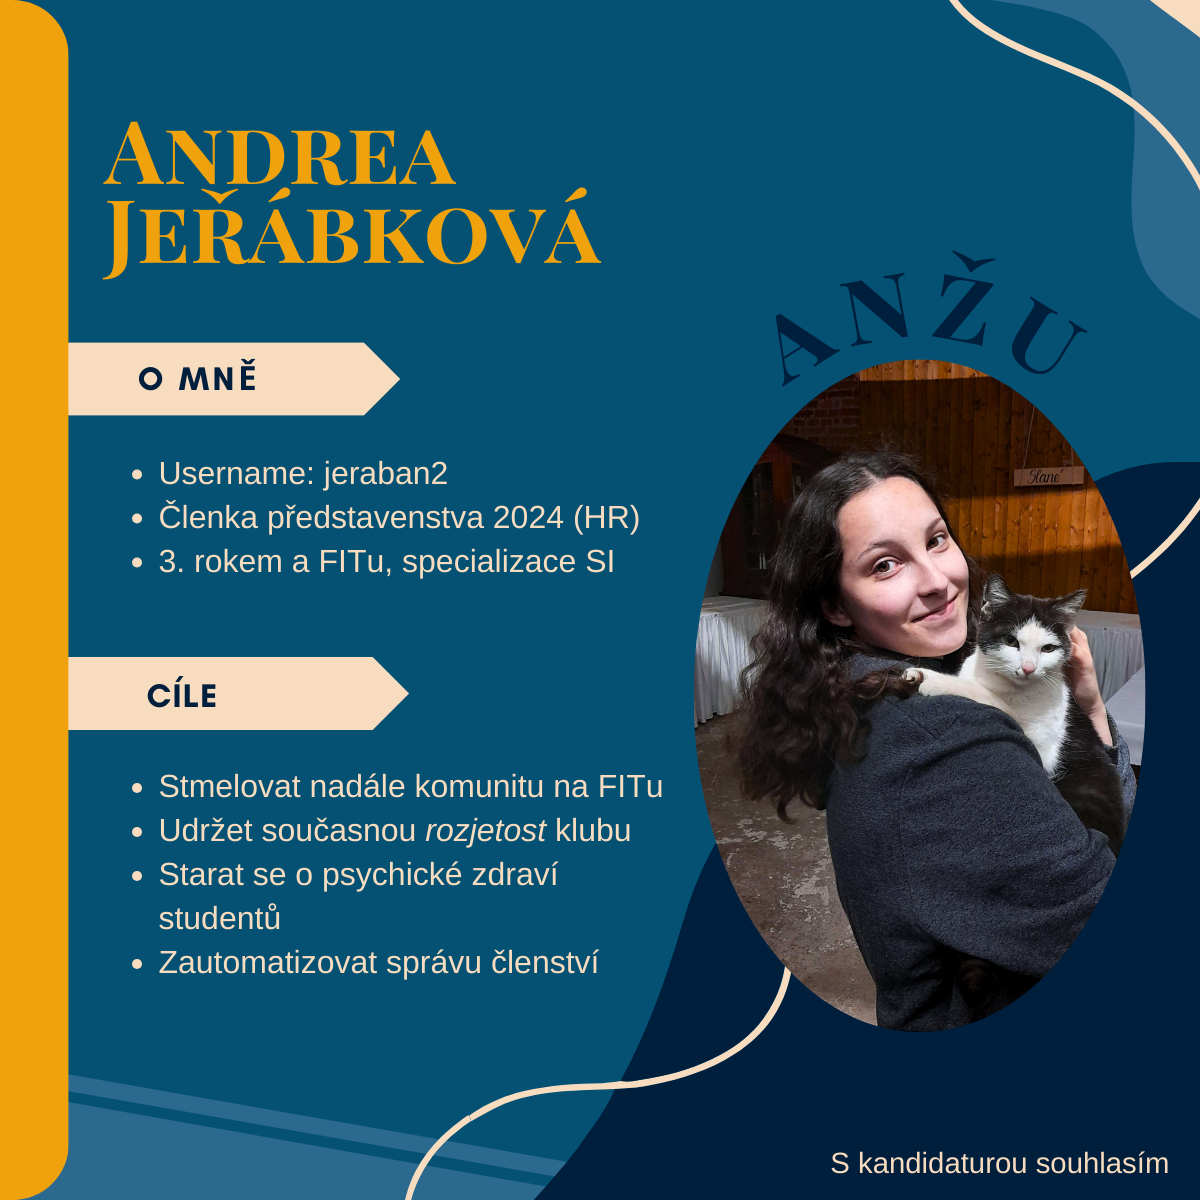 Andrea
Jeřábková
ANŽU
O MNĚ
Username: jeraban2
Členka představenstva 2024 (HR)
3. rokem a FITu, specializace SI
CÍLE
Stmelovat nadále komunitu na FITu
Udržet současnou rozjetost klubu
Starat se o psychické zdraví
studentů
Zautomatizovat správu členství
S kandidaturou souhlasím